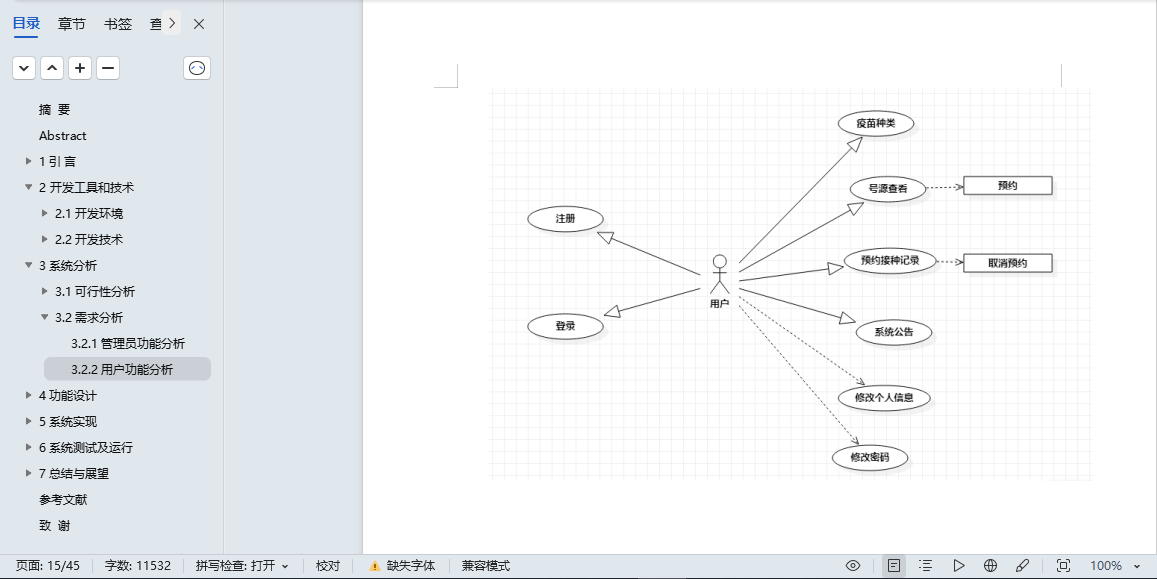 目录 章节 书签 查
摘 要
Abstract
1 引 言
2 开发工具和技术
2.1 开发环境
2.2 开发技术
3 系统分析
3.1 可行性分析
3.2 需求分析
3.2.1 管理员功能分析
3.2.2 用户功能分析
4 功能设计
5 系统实现
6 系统测试及运行
7 总结与展望
参考文献
致 谢
疫苗种类
号源查看
预约
注册
预约接种记录
取消预约
用户
登录
系统公告
修改个人信息
修改密码
页面: 15/45 字数: 11532 拼写检查: 打开 校对 缺失字体 兼容模式 100%